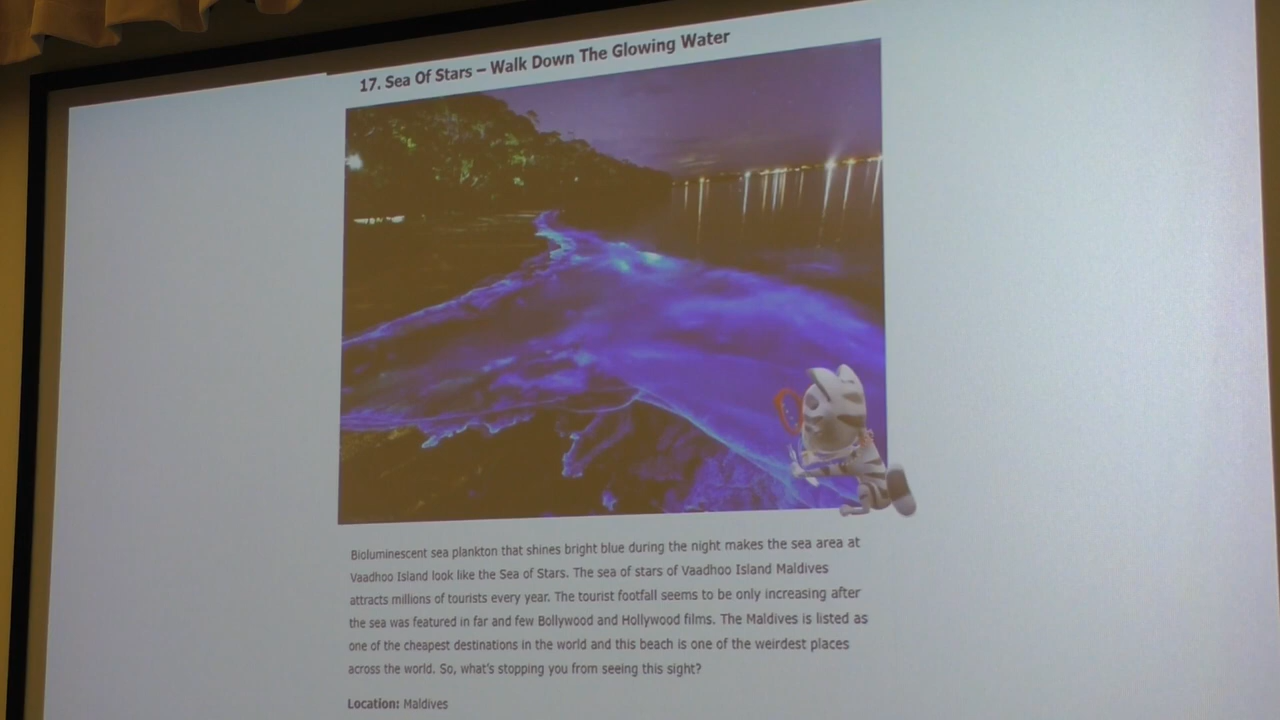 17. Sea Of Stars – Walk Down The Glowing Water
Bioluminescent sea plankton that shines bright blue during the night makes the sea area at
Vaadhoo Island look like the Sea of Stars. The sea of stars of Vaadhoo Island Maldives
attracts millions of tourists every year. The tourist footfall seems to be only increasing after
the sea was featured in far and few Bollywood and Hollywood films. The Maldives is listed as
one of the cheapest destinations in the world and this beach is one of the weirdest places
across the world. So, what's stopping you from seeing this sight?
Location: Maldives